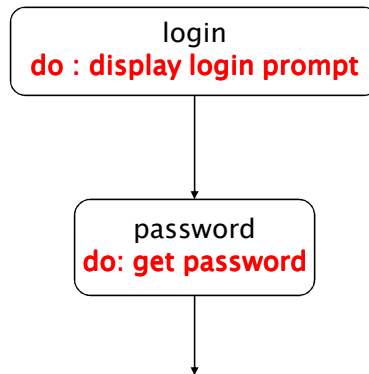 login
do : display login prompt
password
do: get password